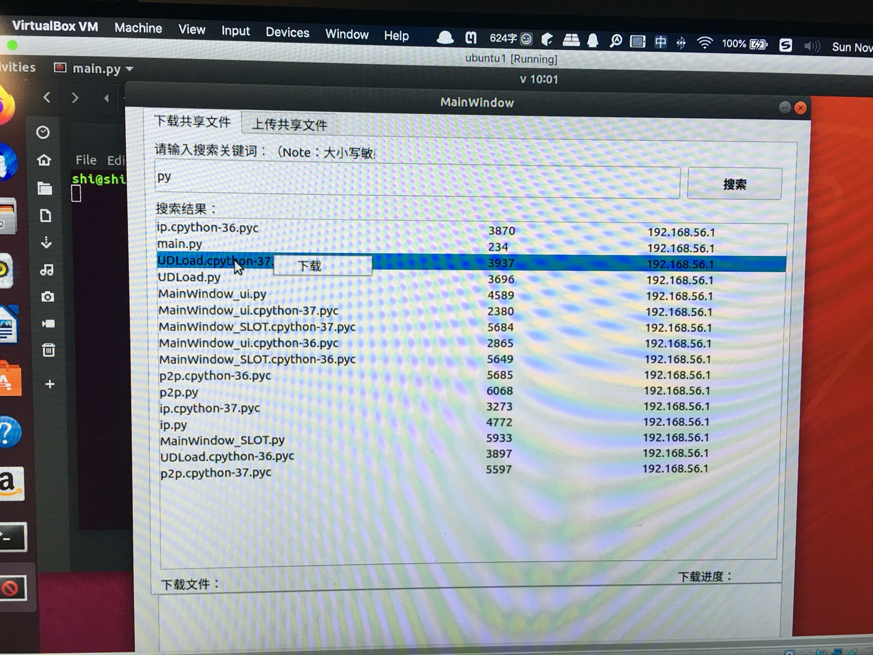 VirtualBox VM Machine View Input Devices Window Help 624字 中 100% Sun Nov
ubuntu1 [Running]
vities main.py v 10:01
MainWindow
下载共享文件 上传共享文件
File Edi
请输入搜索关键词：（Note：大小写敏
shi@shi
py 搜索
搜索结果：
ip.cpython-36.pyc 3870 192.168.56.1
main.py 234 192.168.56.1
UDLoad.cpython-37. 下载 3937 192.168.56.1
UDLoad.py 3696 192.168.56.1
MainWindow_ui.py 4589 192.168.56.1
MainWindow_ui.cpython-37.pyc 2380 192.168.56.1
MainWindow_SLOT.cpython-37.pyc 5684 192.168.56.1
MainWindow_ui.cpython-36.pyc 2865 192.168.56.1
MainWindow_SLOT.cpython-36.pyc 5649 192.168.56.1
p2p.cpython-36.pyc 5685 192.168.56.1
p2p.py 6068 192.168.56.1
ip.cpython-37.pyc 3273 192.168.56.1
ip.py 4772 192.168.56.1
MainWindow_SLOT.py 5933 192.168.56.1
UDLoad.cpython-36.pyc 3897 192.168.56.1
p2p.cpython-37.pyc 5597 192.168.56.1
下载文件： 下载进度：